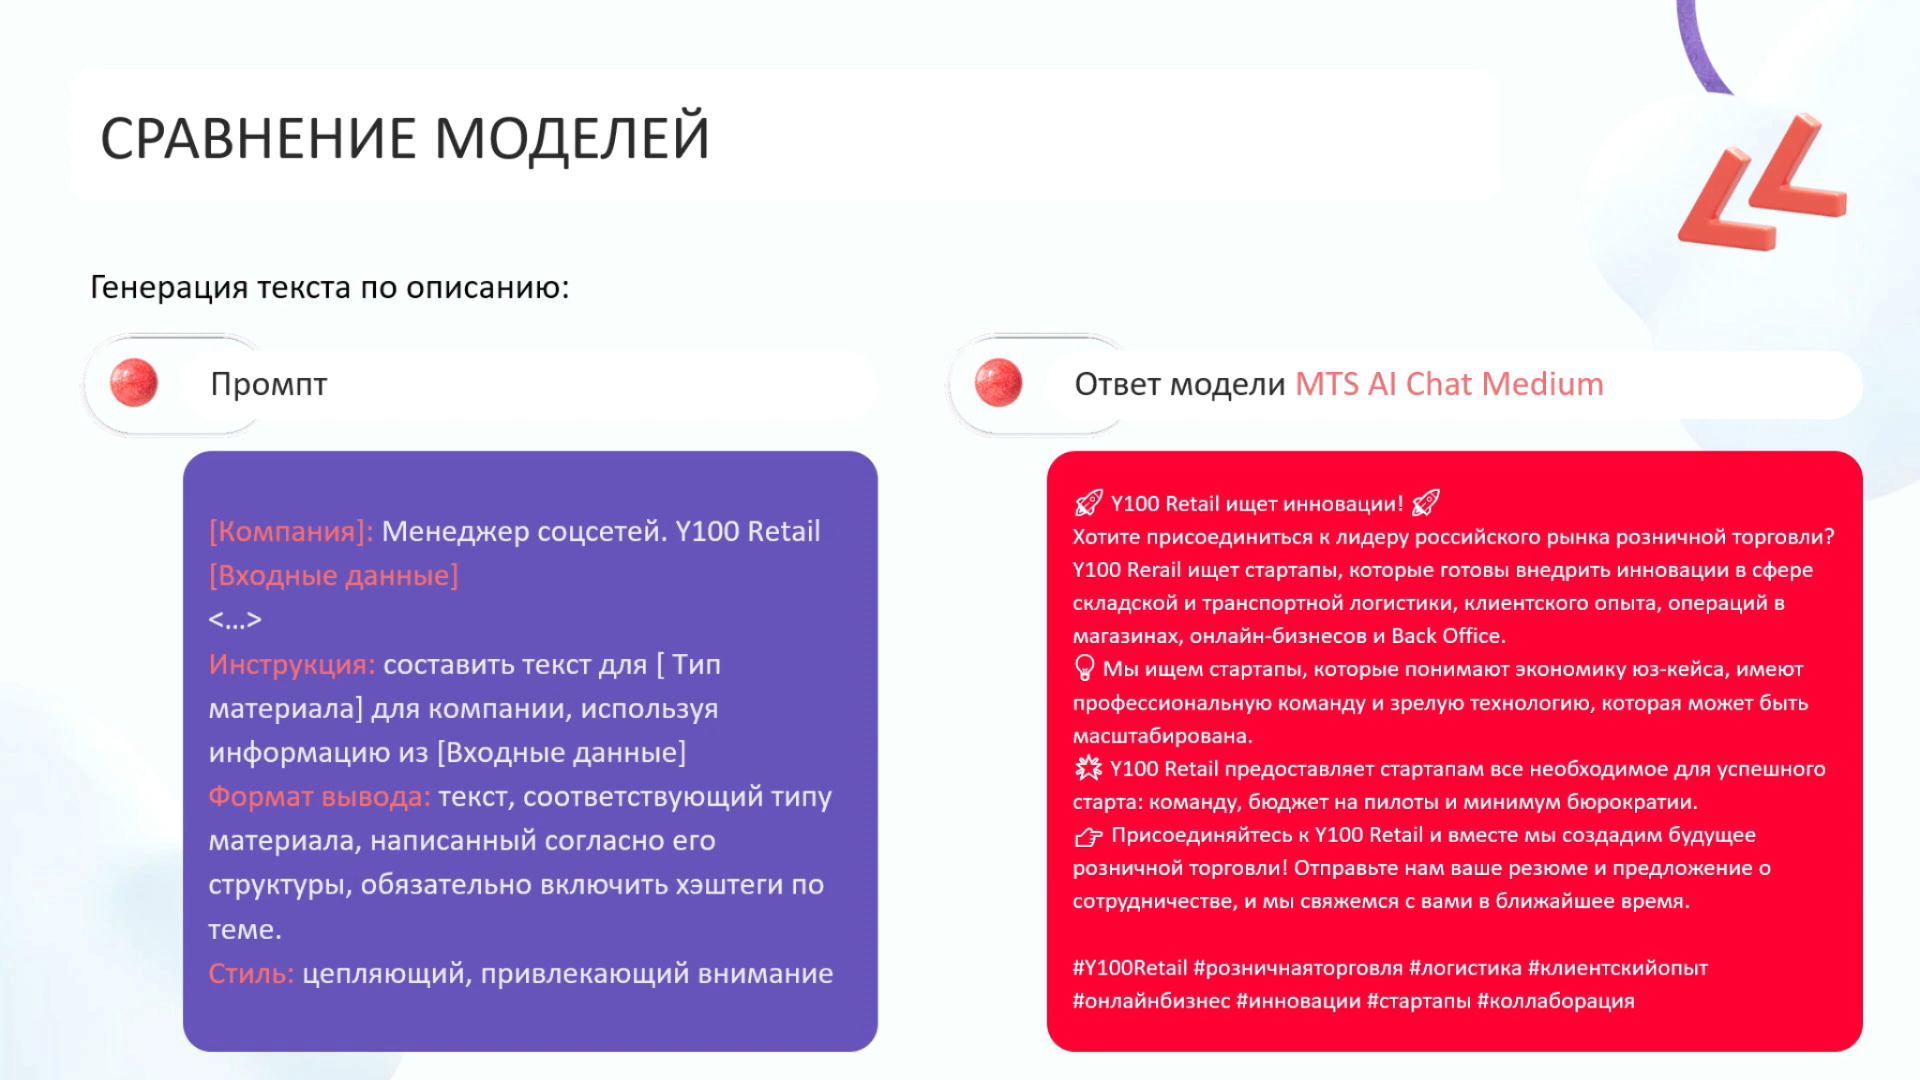 СРАВНЕНИЕ МОДЕЛЕЙ
Генерация текста по описанию:
Промпт
[Компания]: Менеджер соцсетей. Y100 Retail
[Входные данные]
<...>
Инструкция: составить текст для [ Тип
материала] для компании, используя
информацию из [Входные данные]
Формат вывода: текст, соответствующий типу
материала, написанный согласно его
структуры, обязательно включить хэштеги по
теме.
Стиль: цепляющий, привлекающий внимание
Ответ модели MTS AI Chat Medium
🚀 Y100 Retail ищет инновации! 🚀
Хотите присоединиться к лидеру российского рынка розничной торговли?
Y100 Rerail ищет стартапы, которые готовы внедрить инновации в сфере
складской и транспортной логистики, клиентского опыта, операций в
магазинах, онлайн-бизнесов и Back Office.
💡 Мы ищем стартапы, которые понимают экономику юз-кейса, имеют
профессиональную команду и зрелую технологию, которая может быть
масштабирована.
🌟 Y100 Retail предоставляет стартапам все необходимое для успешного
старта: команду, бюджет на пилоты и минимум бюрократии.
👉 Присоединяйтесь к Y100 Retail и вместе мы создадим будущее
розничной торговли! Отправьте нам ваше резюме и предложение о
сотрудничестве, и мы свяжемся с вами в ближайшее время.
#Y100Retail #розничнаяторговля #логистика #клиентскийопыт
#онлайнбизнес #инновации #стартапы #коллаборация